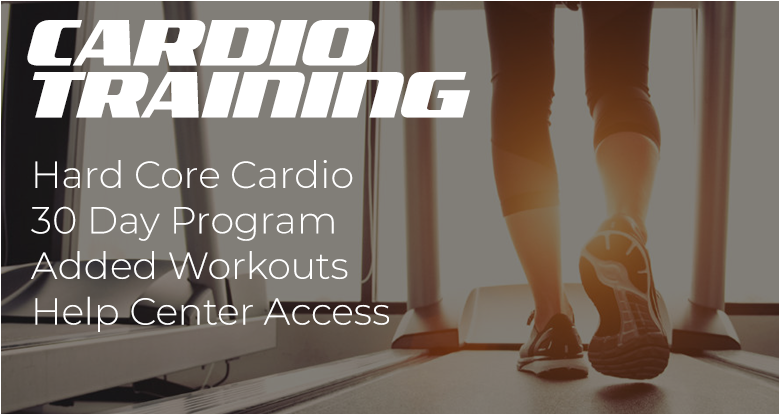 CARDIO
TRAINING
Hard Core Cardio
30 Day Program
Added Workouts
Help Center Access